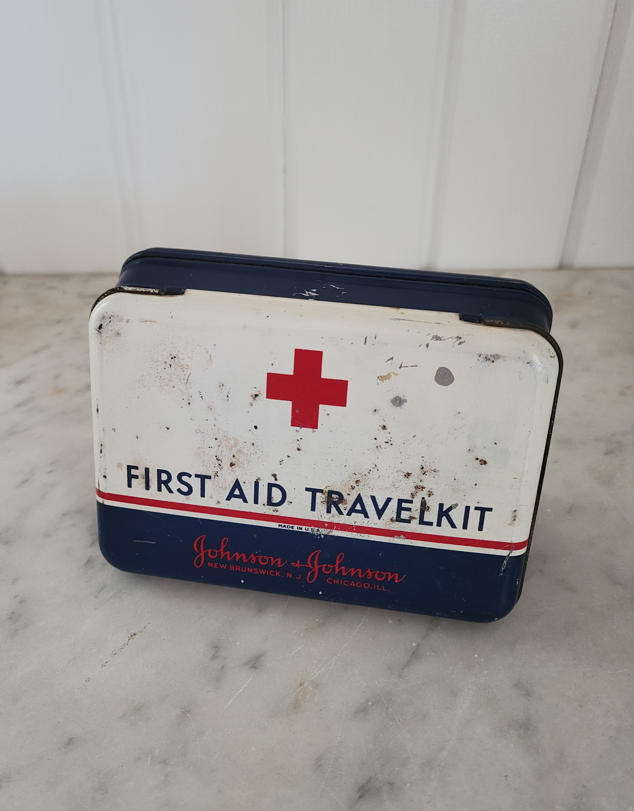 FIRST AID TRAVELKIT
MADE IN U.S.A.
Johnson & Johnson
NEW BRUNSWICK, N.J. CHICAGO, ILL.